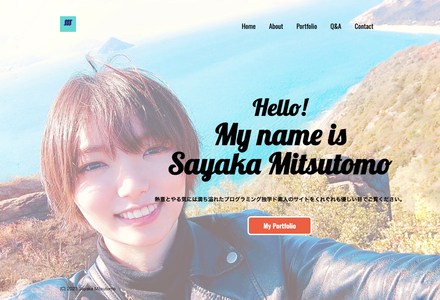 Home About Portfolio Q&A Contact
Hello!
My name is
Sayaka Mitsutomo
熱意とやる気には満ち溢れたプログラミング独学ド素人のサイトをくれぐれも優しい目でご覧ください。
My Portfolio
(C) 2021 Sayaka Mitsutomo